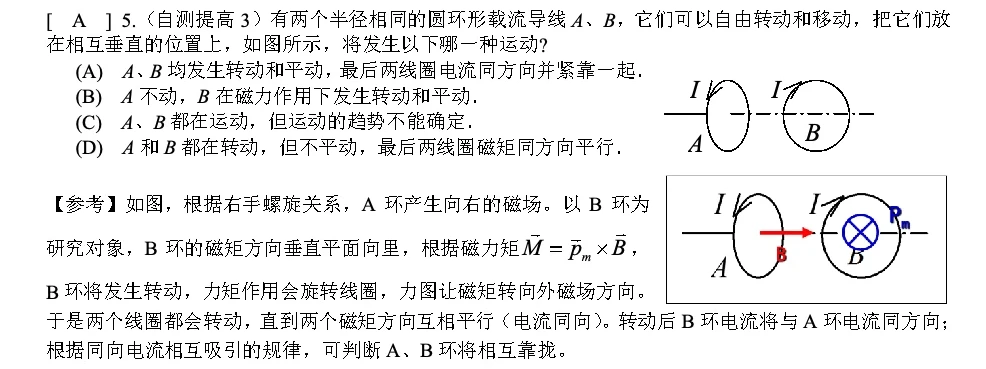 [ A ] 5.（自测提高 3）有两个半径相同的圆环形载流导线 A、B，它们可以自由转动和移动，把它们放
在相互垂直的位置上，如图所示，将发生以下哪一种运动?
(A) A、B 均发生转动和平动，最后两线圈电流同方向并紧靠一起．
(B) A 不动，B 在磁力作用下发生转动和平动．
(C) A、B 都在运动，但运动的趋势不能确定．
(D) A 和 B 都在转动，但不平动，最后两线圈磁矩同方向平行．
I I
A B
【参考】如图，根据右手螺旋关系，A 环产生向右的磁场。以 B 环为
研究对象，B 环的磁矩方向垂直平面向里，根据磁力矩 M⃗ = p⃗ₘ × B⃗，
B 环将发生转动，力矩作用会旋转线圈，力图让磁矩转向外磁场方向。
于是两个线圈都会转动，直到两个磁矩方向互相平行（电流同向）。转动后 B 环电流将与 A 环电流同方向；
根据同向电流相互吸引的规律，可判断 A、B 环将相互靠拢。
I I Pm
A B B